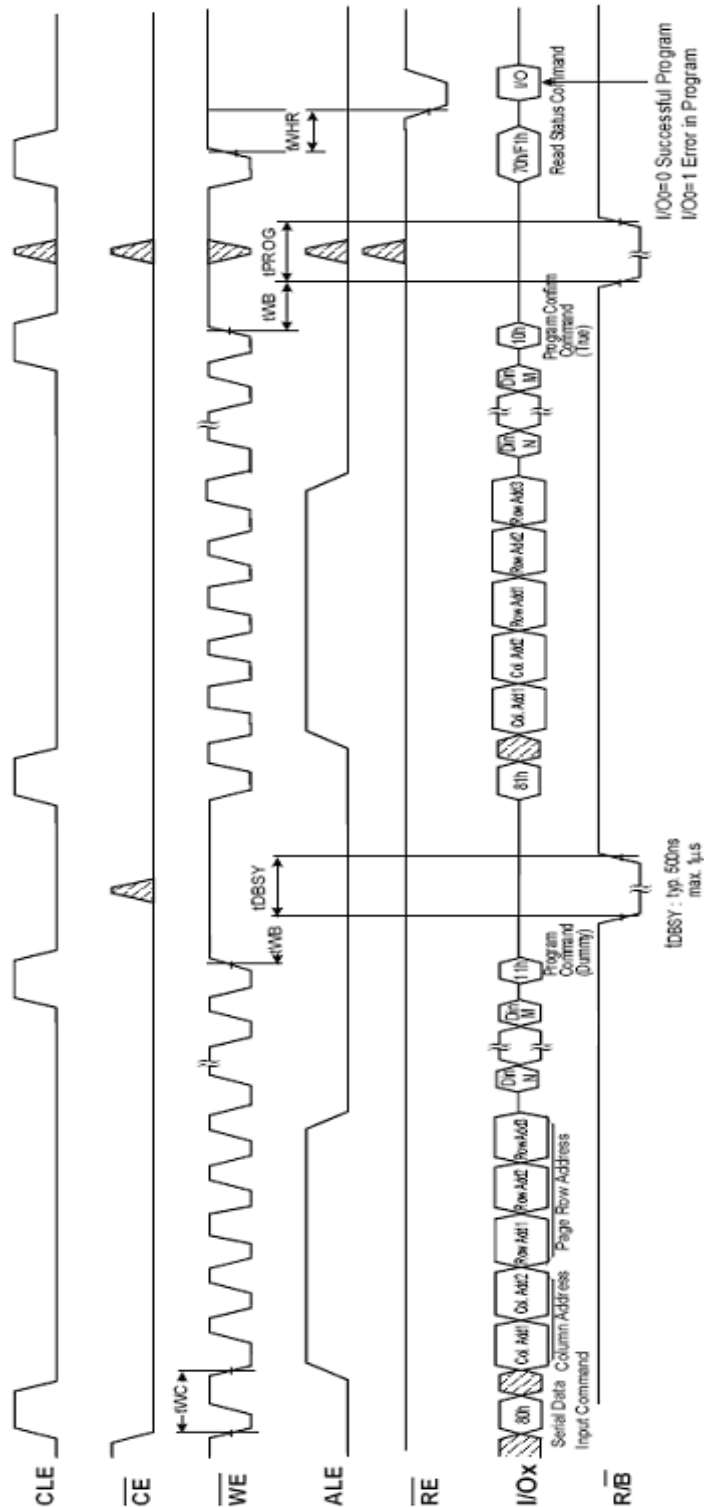 CLE
CE
WE
tWC
tWB
tDBSY
tWB
tPROG
tWHR
ALE
RE
I/Ox
80h
Col. Add1
Col. Add2
Row Add1
Row Add2
Row Add3
Din
N
Din
M
11h
81h
Col. Add1
Col. Add2
Row Add1
Row Add2
Row Add3
Din
N
Din
M
10h
70h/F1h
I/O
Serial Data
Input Command
Column Address
Page Row Address
Program
Command
(Dummy)
Program Confirm
Command
(True)
Read Status Command
R/B
tDBSY : typ. 500ns
max. 1μs
I/O0=0 Successful Program
I/O0=1 Error in Program